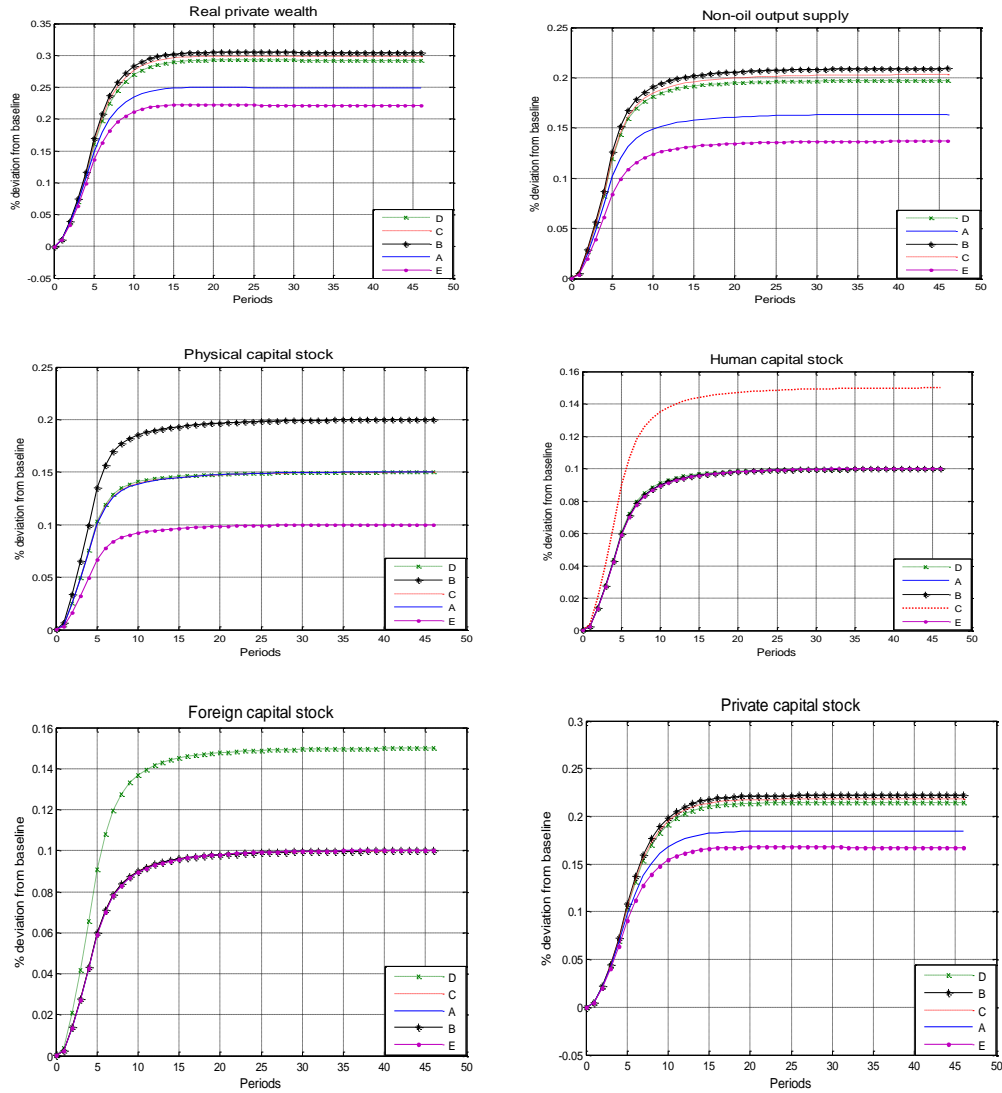 Real private wealth
0.35
0.3
0.25
0.2
0.15
0.1
0.05
0
-0.05
% deviation from baseline
0 5 10 15 20 25 30 35 40 45 50
Periods
D
C
B
A
E
Non-oil output supply
0.25
0.2
0.15
0.1
0.05
0
% deviation from baseline
0 5 10 15 20 25 30 35 40 45 50
Periods
D
A
B
C
E
Physical capital stock
0.25
0.2
0.15
0.1
0.05
0
% deviation from baseline
0 5 10 15 20 25 30 35 40 45 50
Periods
D
B
C
A
E
Human capital stock
0.16
0.14
0.12
0.1
0.08
0.06
0.04
0.02
0
% deviation from baseline
0 5 10 15 20 25 30 35 40 45 50
Periods
D
A
B
C
E
Foreign capital stock
0.16
0.14
0.12
0.1
0.08
0.06
0.04
0.02
0
% deviation from baseline
0 5 10 15 20 25 30 35 40 45 50
Periods
D
C
A
B
E
Private capital stock
0.3
0.25
0.2
0.15
0.1
0.05
0
-0.05
% deviation from baseline
0 5 10 15 20 25 30 35 40 45 50
Periods
D
B
C
A
E